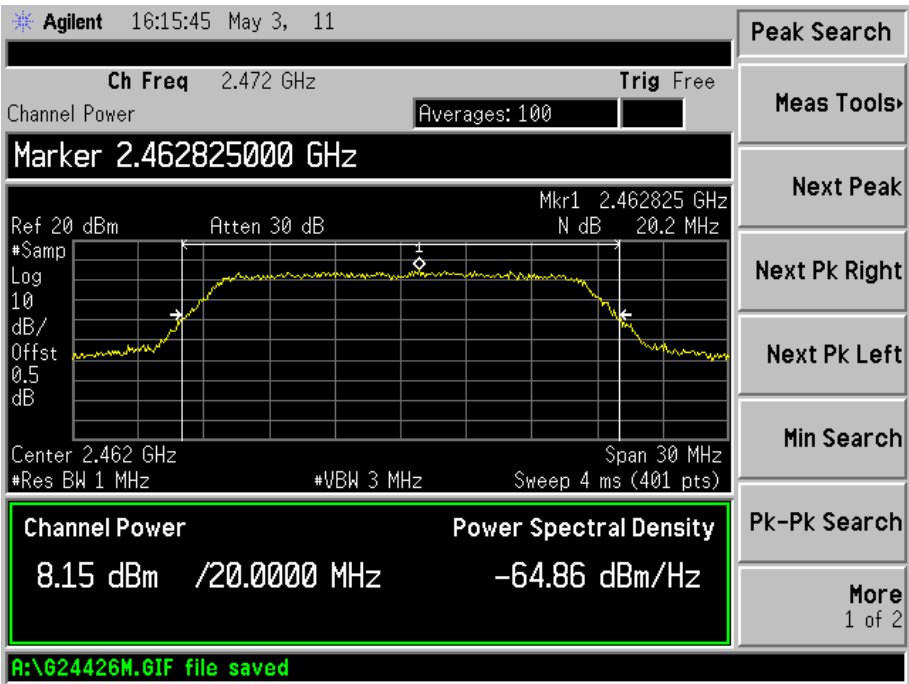 Agilent 16:15:45 May 3, 11
Peak Search
Ch Freq 2.472 GHz Trig Free
Channel Power Averages: 100
Meas Tools
Marker 2.462825000 GHz
Next Peak
Mkr1 2.462825 GHz
Ref 20 dBm Atten 30 dB N dB 20.2 MHz
#Samp
Log
10
dB/
Offst
0.5
dB
1
Next Pk Right
Next Pk Left
Min Search
Center 2.462 GHz Span 30 MHz
#Res BW 1 MHz #VBW 3 MHz Sweep 4 ms (401 pts)
Channel Power Power Spectral Density
Pk-Pk Search
8.15 dBm /20.0000 MHz -64.86 dBm/Hz
More
1 of 2
A:\G24426M.GIF file saved